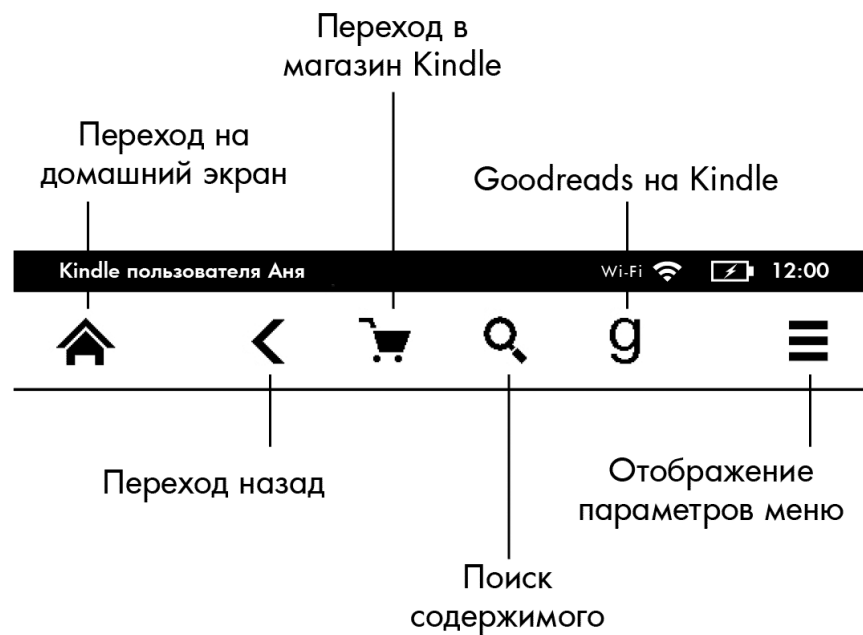 Переход в
магазин Kindle
Переход на
домашний экран
Goodreads на Kindle
Kindle пользователя Аня Wi-Fi 12:00
g
Переход назад
Отображение
параметров меню
Поиск
содержимого